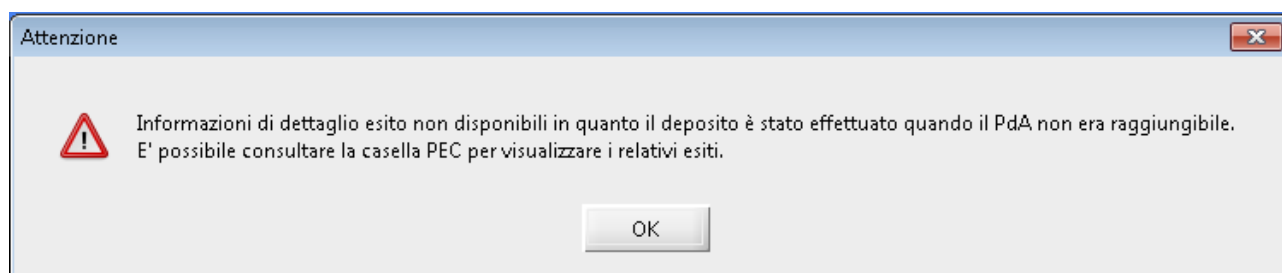 Attenzione
Informazioni di dettaglio esito non disponibili in quanto il deposito è stato effettuato quando il PdA non era raggiungibile.
E' possibile consultare la casella PEC per visualizzare i relativi esiti.
OK